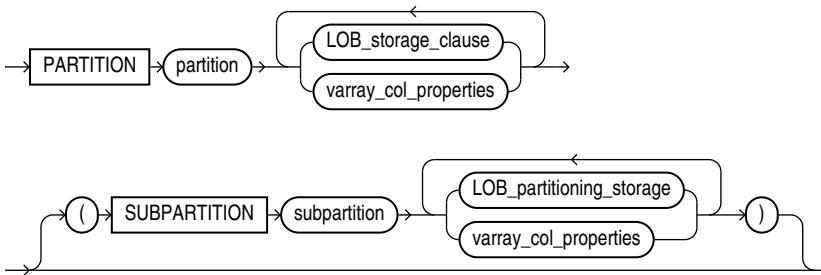 LOB_storage_clause
PARTITION partition
varray_col_properties
LOB_partitioning_storage
( SUBPARTITION subpartition )
varray_col_properties